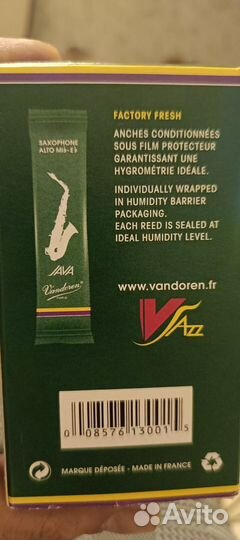 SAXOPHONE
ALTO Mib-Eb
JAVA
Vandoren
PARIS
FACTORY FRESH
ANCHES CONDITIONNÉES
SOUS FILM PROTECTEUR
GARANTISSANT UNE
HYGROMÉTRIE IDÉALE.
INDIVIDUALLY WRAPPED
IN HUMIDITY BARRIER
PACKAGING.
EACH REED IS SEALED AT
IDEAL HUMIDITY LEVEL.
www.vandoren.fr
V JAZZ
0 08576 13001 5
MARQUE DÉPOSÉE - MADE IN FRANCE
Avito